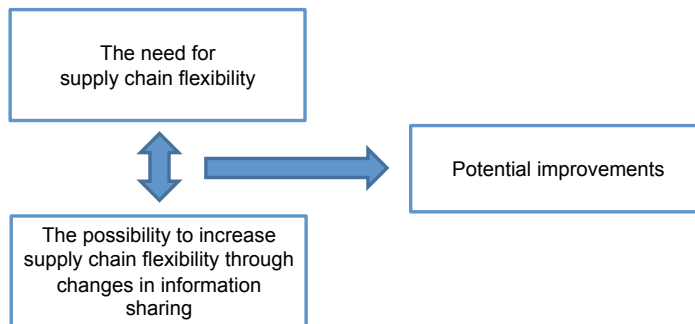 The need for
supply chain flexibility
Potential improvements
The possibility to increase
supply chain flexibility through
changes in information
sharing